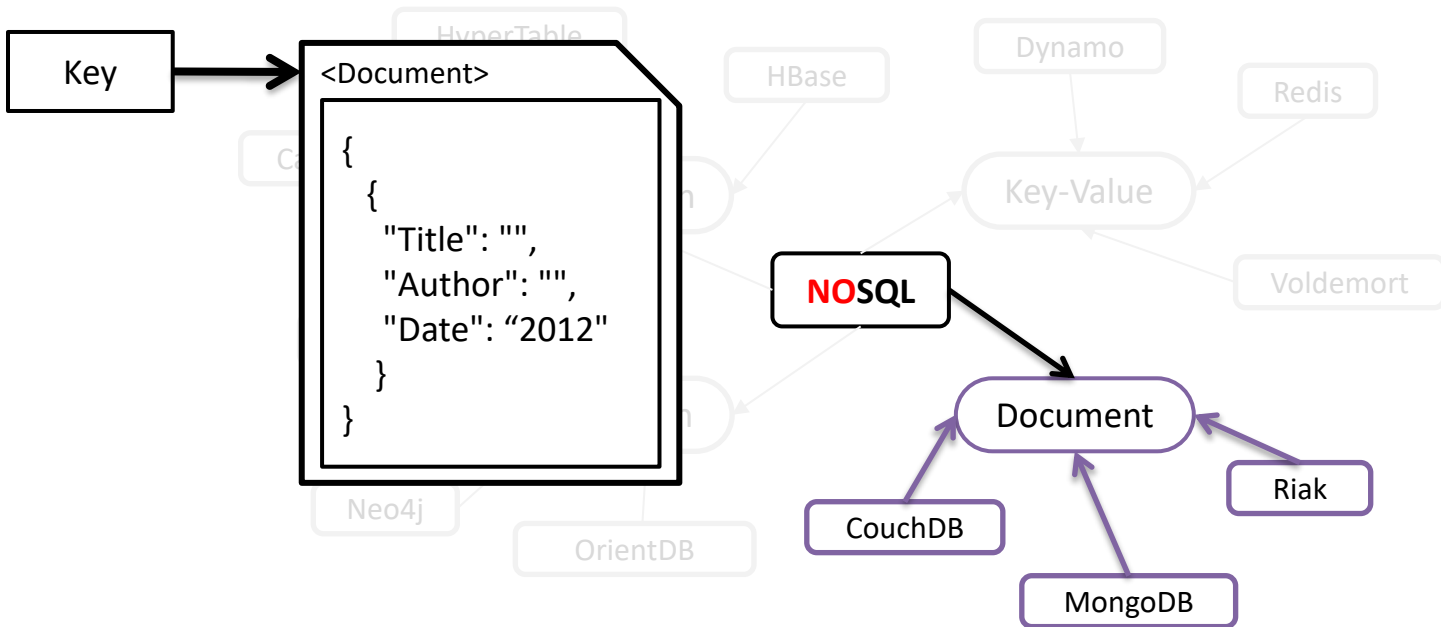 Key
<Document>
{
{
"Title": "",
"Author": "",
"Date": “2012"
}
}
HyperTable
HBase
Dynamo
Redis
Ca
n
Key-Value
NOSQL
Voldemort
n
Document
Neo4j
OrientDB
CouchDB
Riak
MongoDB